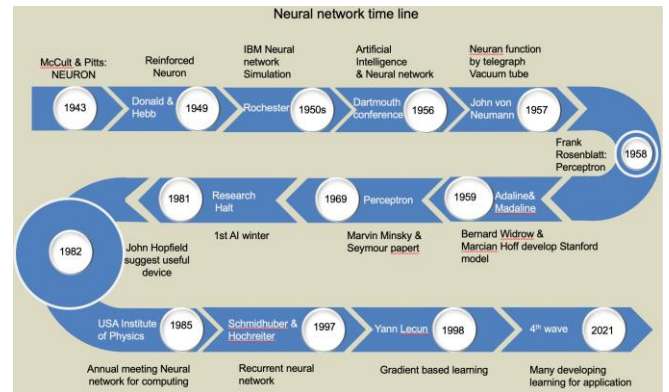 Neural network time line
McCult & Pitts:
NEURON
Reinforced
Neuron
IBM Neural
network
Simulation
Artificial
Intelligence
& Neural network
Neuran function
by telegraph
Vacuum tube
1943
Donald &
Hebb
1949
Rochester
1950s
Dartmouth
conference
1956
John von
Neumann
1957
Frank
Rosenblatt:
Perceptron
1958
1981
Research
Halt
1969
Perceptron
1959
Adaline&
Madaline
1982
John Hopfield
suggest useful
device
1st AI winter
Marvin Minsky &
Seymour papert
Bernard Widrow &
Marcian Hoff develop Stanford
model
USA Institute
of Physics
1985
Schmidhuber &
Hochreiter
1997
Yann Lecun
1998
4th wave
2021
Annual meeting Neural
network for computing
Recurrent neural
network
Gradient based learning
Many developing
learning for application